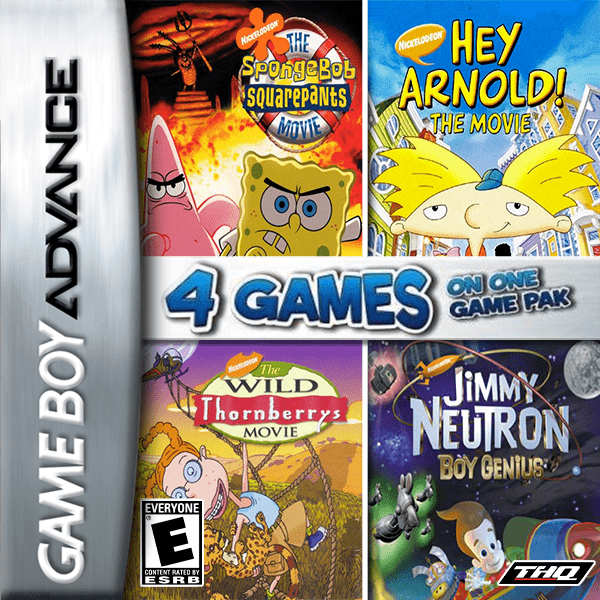 GAME BOY ADVANCE
NICKELODEON
THE
SPONGEBOB
SQUAREPANTS
MOVIE
NICKELODEON
HEY
ARNOLD!
THE MOVIE
4 GAMES
ON ONE
GAME PAK
NICKELODEON
The
WILD
Thornberrys
MOVIE
JIMMY
NEUTRON
BOY GENIUS
EVERYONE
E
CONTENT RATED BY
ESRB
THQ